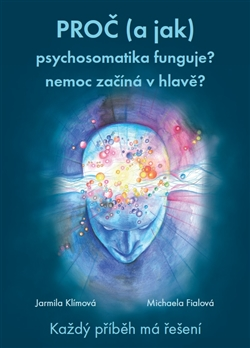 PROČ (a jak)
psychosomatika funguje?
nemoc začíná v hlavě?
Jarmila Klímová Michaela Fialová
Každý příběh má řešení